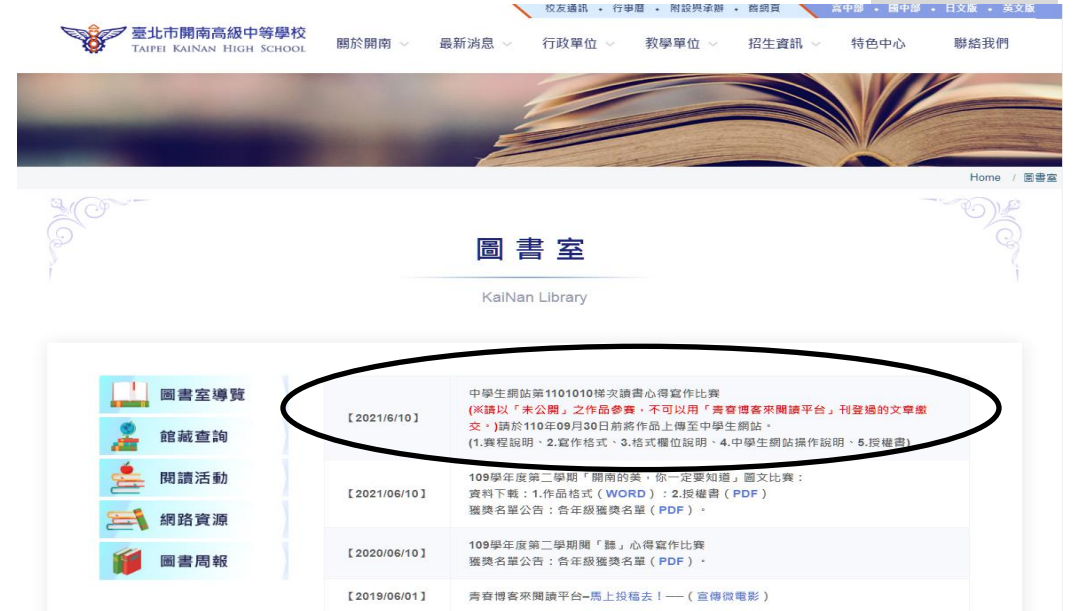 校友通訊 • 行事曆 • 附設與承辦 • 舊網頁 高中部 • 國中部 • 日文版 • 英文版
臺北市開南高級中等學校
TAIPEI KAINAN HIGH SCHOOL
關於開南 最新消息 行政單位 教學單位 招生資訊 特色中心 聯絡我們
Home / 圖書室
圖書室
KaiNan Library
圖書室導覽
館藏查詢
閱讀活動
網路資源
圖書周報
【2021/6/10】
中學生網站第1101010梯次讀書心得寫作比賽
(※請以「未公開」之作品參賽，不可以用「青春博客來閱讀平台」刊登過的文章繳
交。)請於110年09月30日前將作品上傳至中學生網站。
(1.賽程說明、2.寫作格式、3.格式欄位說明、4.中學生網站操作說明、5.授權書)
【2021/06/10】
109學年度第二學期「開南的美，你一定要知道」圖文比賽：
資料下載：1.作品格式（WORD）：2.授權書（PDF）
獲獎名單公告：各年級獲獎名單（PDF）。
【2020/06/10】
109學年度第二學期閱「聽」心得寫作比賽
獲獎名單公告：各年級獲獎名單（PDF）。
【2019/06/01】
青春博客來閱讀平台–馬上投稿去！──（宣傳微電影）